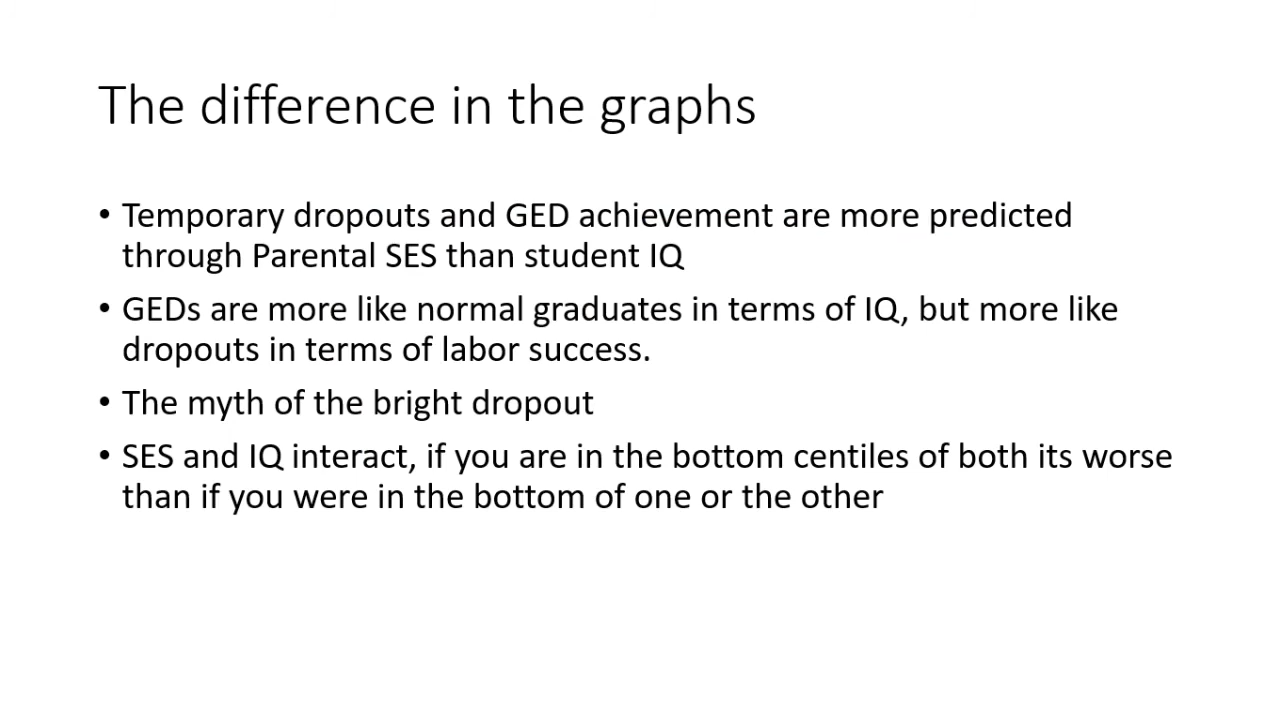 The difference in the graphs
• Temporary dropouts and GED achievement are more predicted
through Parental SES than student IQ
• GEDs are more like normal graduates in terms of IQ, but more like
dropouts in terms of labor success.
• The myth of the bright dropout
• SES and IQ interact, if you are in the bottom centiles of both its worse
than if you were in the bottom of one or the other